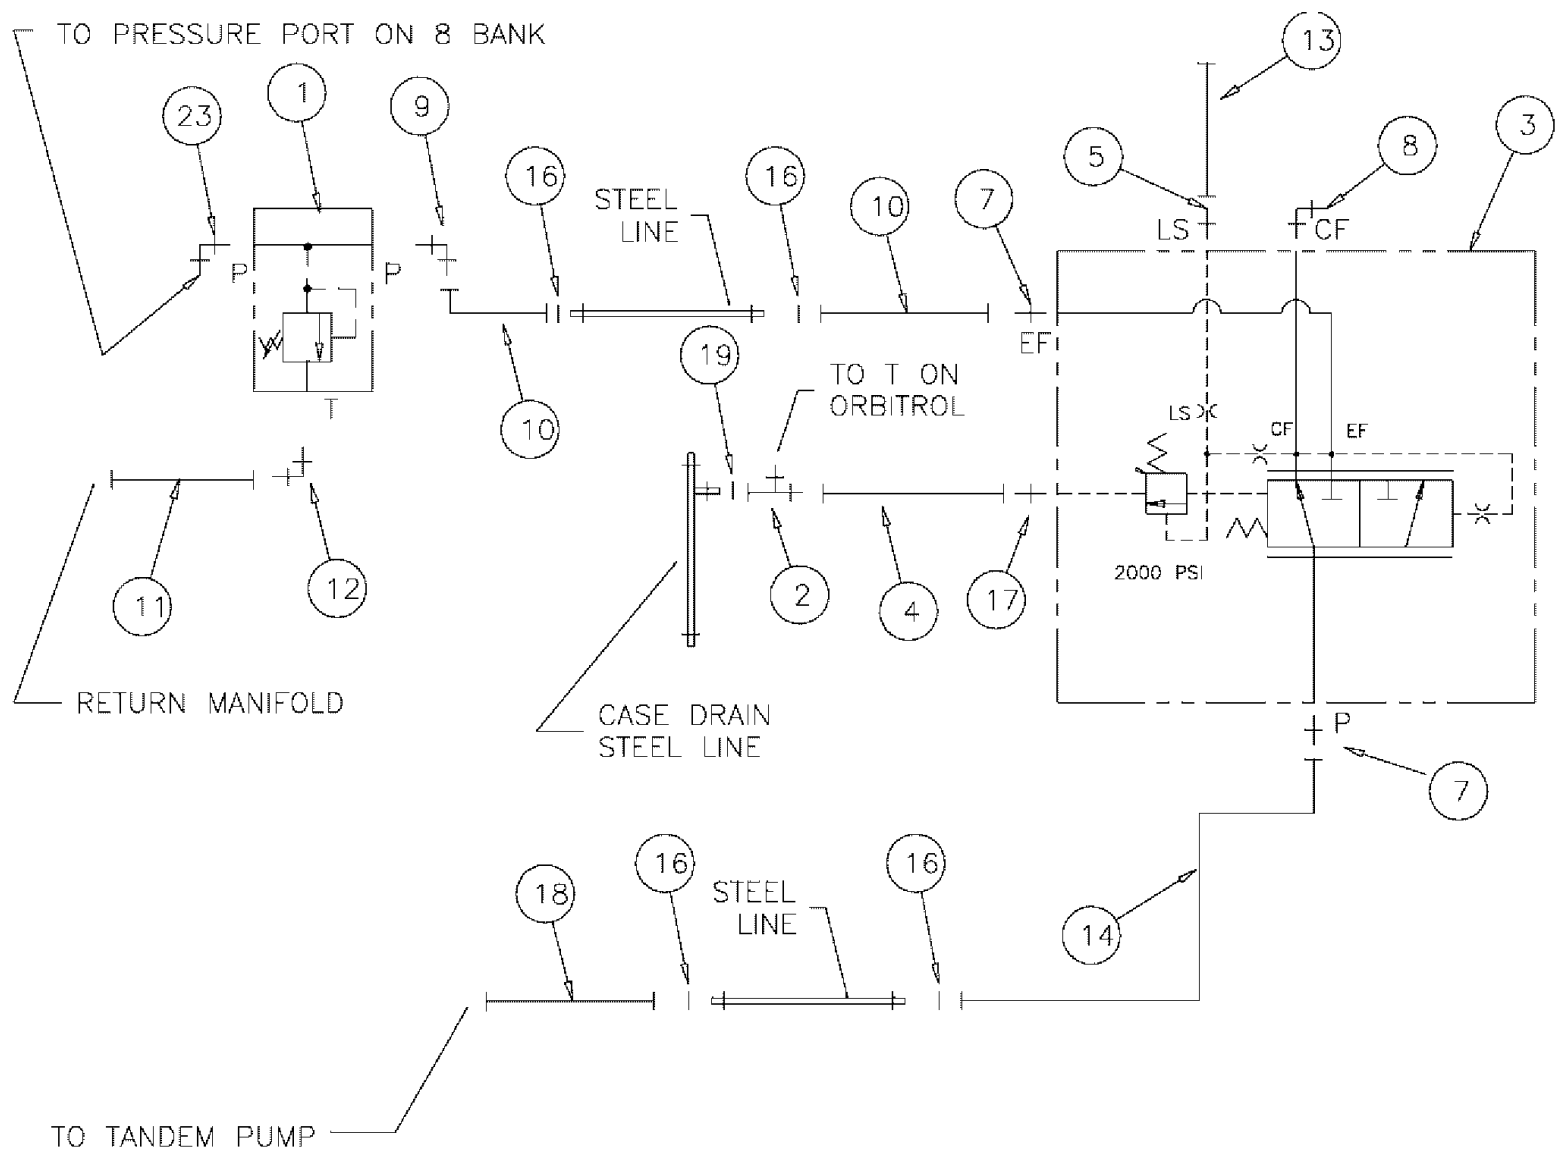 TO PRESSURE PORT ON 8 BANK
13
1
9
23
3
5
8
16
16
STEEL
LINE
10
7
LS
CF
P
P
EF
19
TO T ON
ORBITROL
T
LS
CF
EF
10
2000 PSI
11
12
2
4
17
RETURN MANIFOLD
CASE DRAIN
STEEL LINE
P
7
16
16
18
STEEL
LINE
14
TO TANDEM PUMP